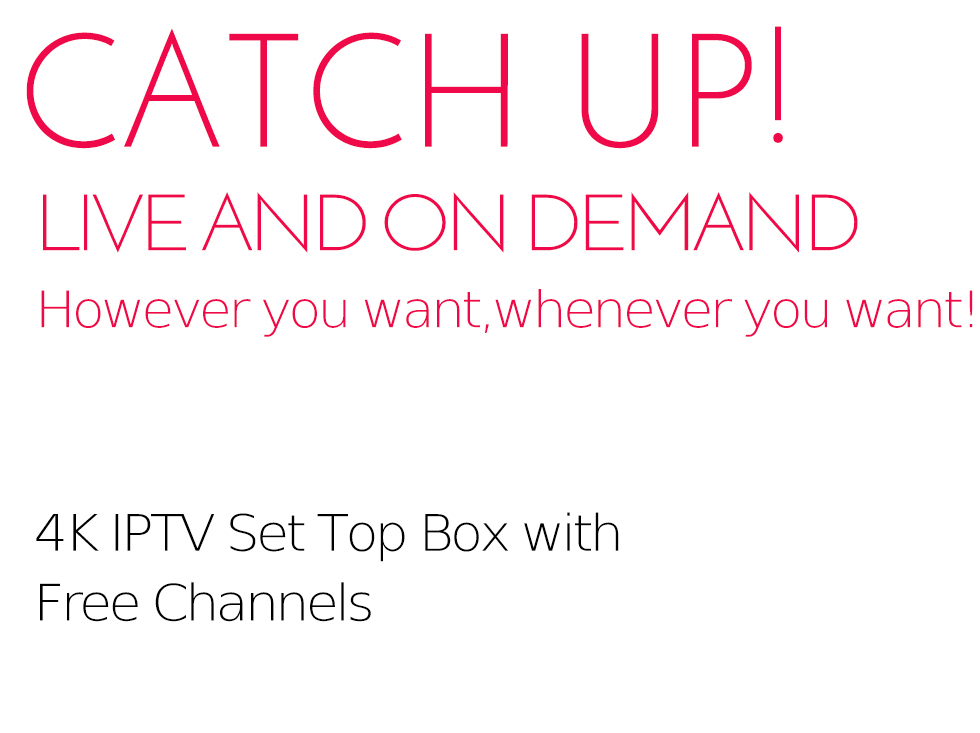 CATCH UP!
LIVE AND ON DEMAND
However you want,whenever you want!
4K IPTV Set Top Box with
Free Channels